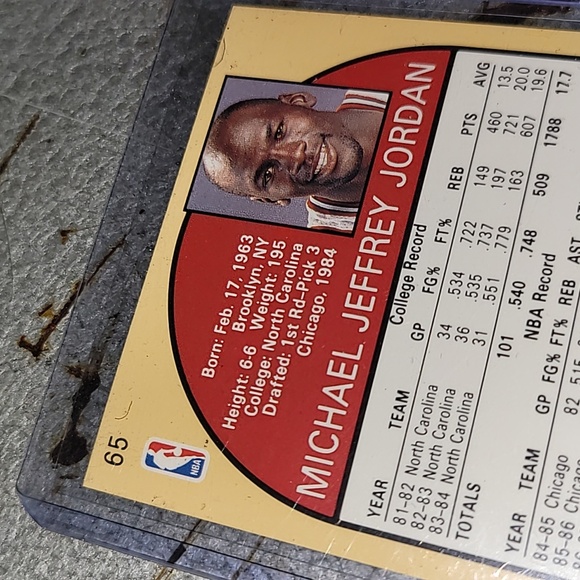 65
NBA
Born: Feb. 17, 1963
Brooklyn, NY
Height: 6-6 Weight: 195
College: North Carolina
Drafted: 1st Rd-Pick 3
Chicago, 1984
MICHAEL JEFFREY JORDAN
College Record
YEAR TEAM GP FG% FT% REB PTS AVG
81-82 North Carolina 34 .534 .722 149 460 13.5
82-83 North Carolina 36 .535 .737 197 721 20.0
83-84 North Carolina 31 .551 .779 163 607 19.6
TOTALS 101 .540 .748 509 1788 17.7
NBA Record
YEAR TEAM GP FG% FT% REB AST
84-85 Chicago 82 .515
85-86 Chicago